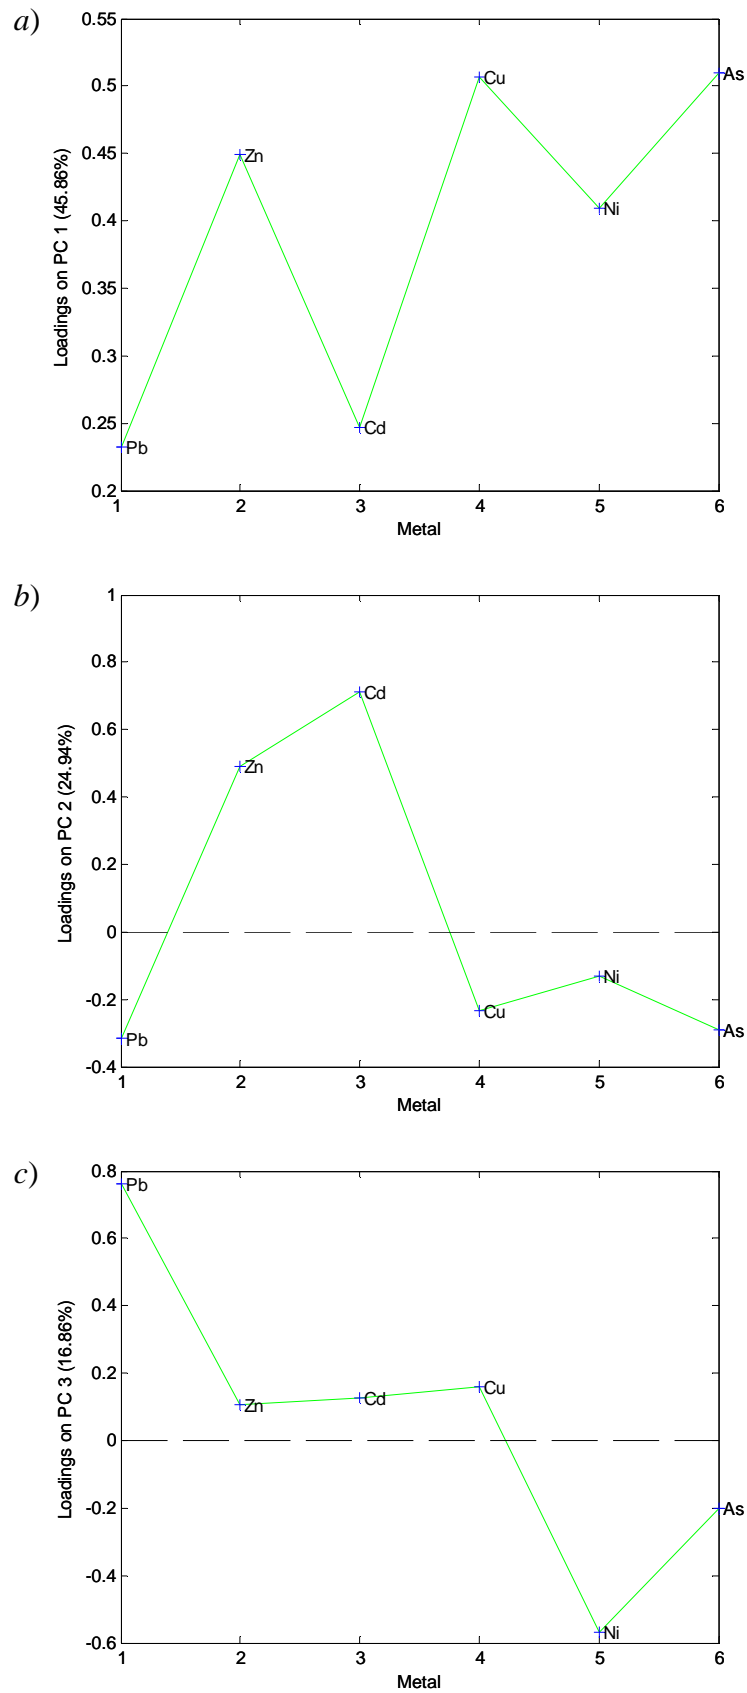 a)
0.55
0.5
0.45
0.4
0.35
0.3
0.25
0.2
Loadings on PC 1 (45.86%)
Pb
Zn
Cd
Cu
Ni
As
1 2 3 4 5 6
Metal
b)
1
0.8
0.6
0.4
0.2
0
-0.2
-0.4
Loadings on PC 2 (24.94%)
Pb
Zn
Cd
Cu
Ni
As
1 2 3 4 5 6
Metal
c)
0.8
0.6
0.4
0.2
0
-0.2
-0.4
-0.6
Loadings on PC 3 (16.86%)
Pb
Zn
Cd
Cu
Ni
As
1 2 3 4 5 6
Metal